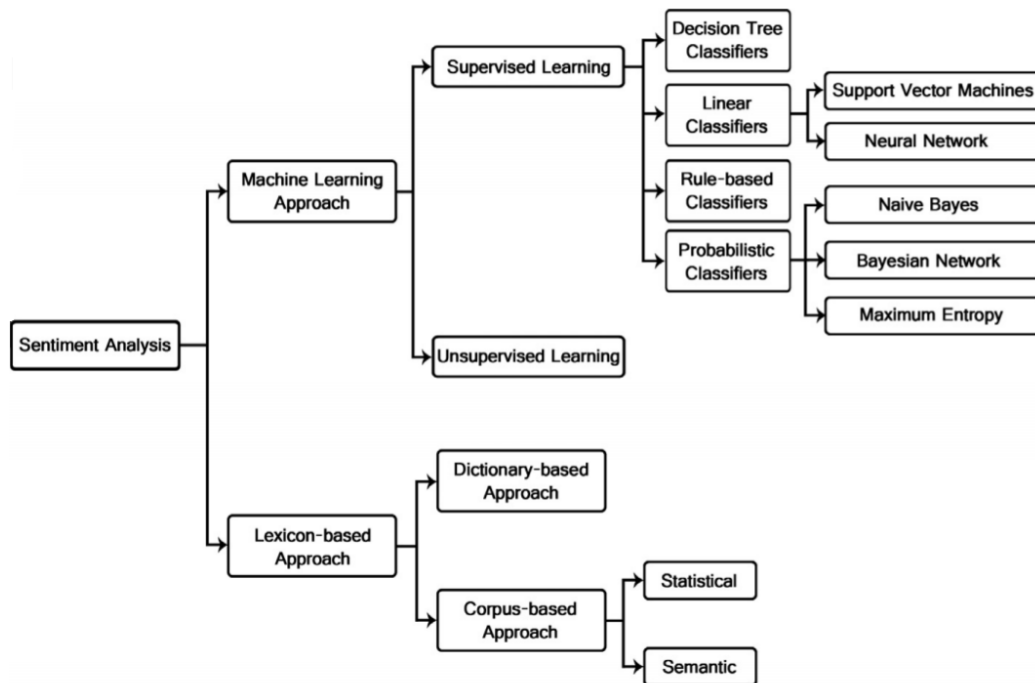 Sentiment Analysis
Machine Learning
Approach
Supervised Learning
Decision Tree
Classifiers
Linear
Classifiers
Support Vector Machines
Neural Network
Rule-based
Classifiers
Probabilistic
Classifiers
Naive Bayes
Bayesian Network
Maximum Entropy
Unsupervised Learning
Lexicon-based
Approach
Dictionary-based
Approach
Corpus-based
Approach
Statistical
Semantic